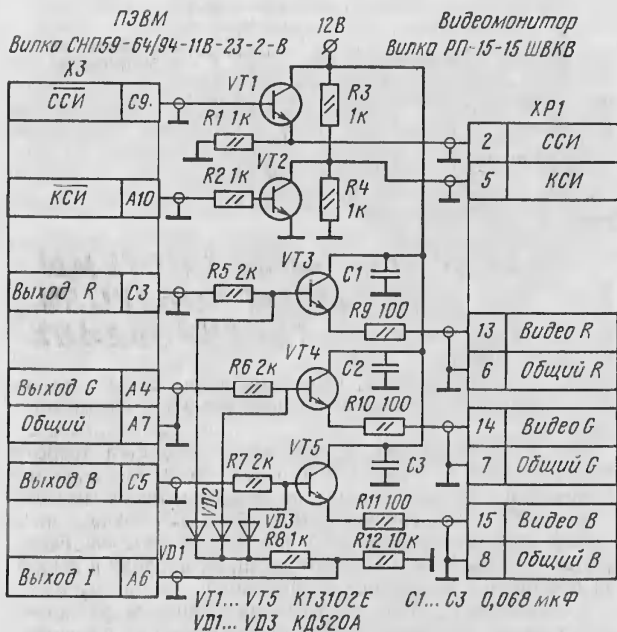 ПЭВМ
Вилка СНП59-64/94-11В-23-2-В
X3
12В
Видеомонитор
Вилка РП-15-15 ШВКВ
XP1
ССИ C9
VT1
R1 1к
R3 1к
2 ССИ
КСИ A10
R2 1к
VT2
R4 1к
5 КСИ
Выход R C3
R5 2к
VT3
C1
R9 100
13 Видео R
6 Общий R
Выход G A4
Общий A7
R6 2к
VT4
C2
R10 100
14 Видео G
7 Общий G
Выход B C5
R7 2к
VT5
C3
R11 100
15 Видео B
8 Общий B
VD1
VD2
VD3
R8 1к
R12 10к
Выход I A6
VT1...VT5 КТ3102Е C1...C3 0,068 мкФ
VD1...VD3 КД520А